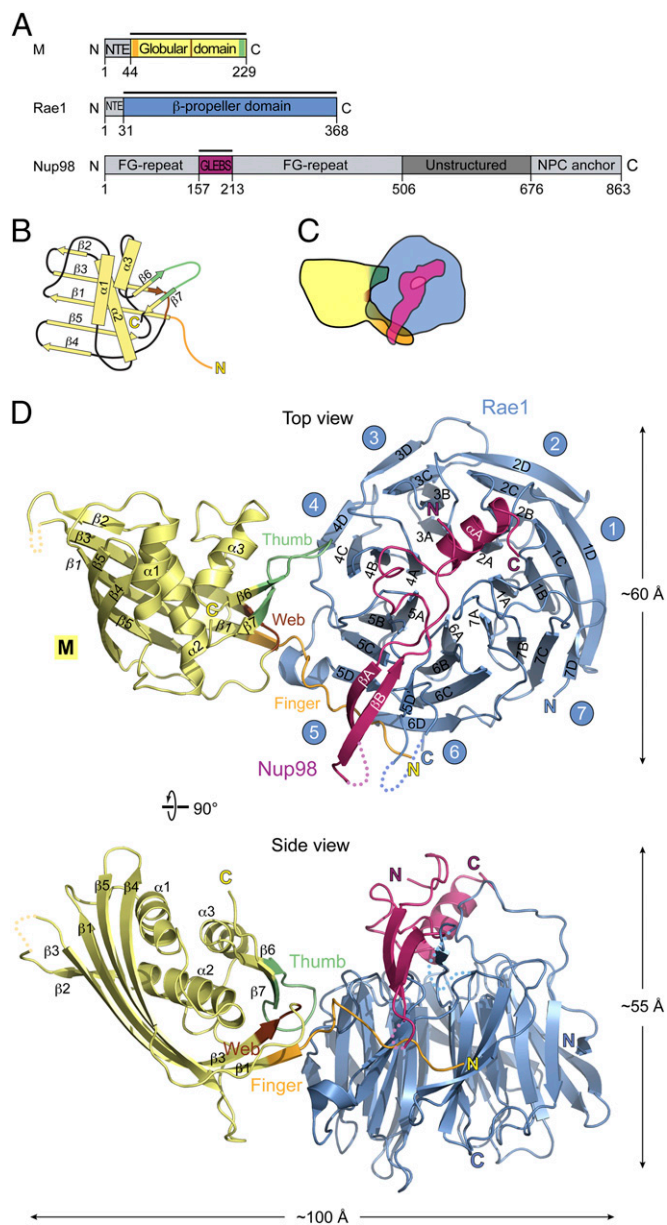 A
M N NTE Globular domain C
1 44 229
Rae1 N NTE β-propeller domain C
1 31 368
Nup98 N FG-repeat GLEBS FG-repeat Unstructured NPC anchor C
1 157 213 506 676 863
B
β2
β3
α3
β6
β1
α1
β7
C
α2
β5
β4
N
C
D
Top view
Rae1
3
2
3D
2D
3C
2C
4
3B
N
2B
1
β2
4D
3A
αA
Thumb
β3
α3
2A
C
1C
1D
β1
α1
4C
4B
4A
β5
β6
7A
1B
~60 Å
β4
C
β1
Web
5B
5A
7A
β5
β7
6A
7B
M
α2
5C
6B
7C
7D
5D
βA
6C
Finger
βB
5D
N
7
5
6D
C
6
N
Nup98
90°
Side view
C
N
C
β5
β4
α1
α3
β1
β6
Thumb
β3
α2
β7
~55 Å
β2
N
Web
β3
β1
N
Finger
C
~100 Å